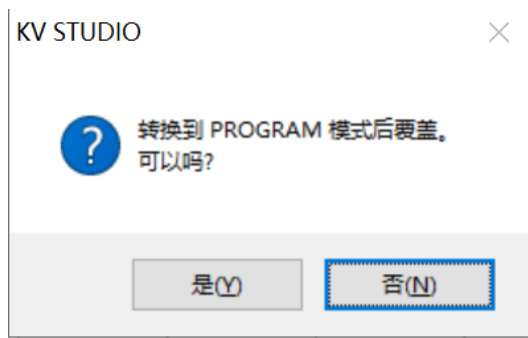 KV STUDIO
转换到 PROGRAM 模式后覆盖。
可以吗?
是(Y)
否(N)